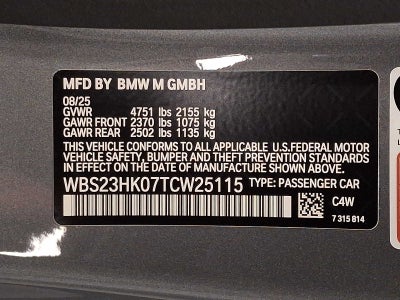 MFD BY BMW M GMBH
08/25
GVWR 4751 lbs 2155 kg
GAWR FRONT 2370 lbs 1075 kg
GAWR REAR 2502 lbs 1135 kg
THIS VEHICLE CONFORMS TO ALL APPLICABLE U.S.FEDERAL MOTOR
VEHICLE SAFETY, BUMPER, AND THEFT PREVENTION STANDARDS
IN EFFECT ON THE DATE OF MANUFACTURE SHOWN ABOVE.
WBS23HK07TCW25115 TYPE: PASSENGER CAR
C4W
7 315 814